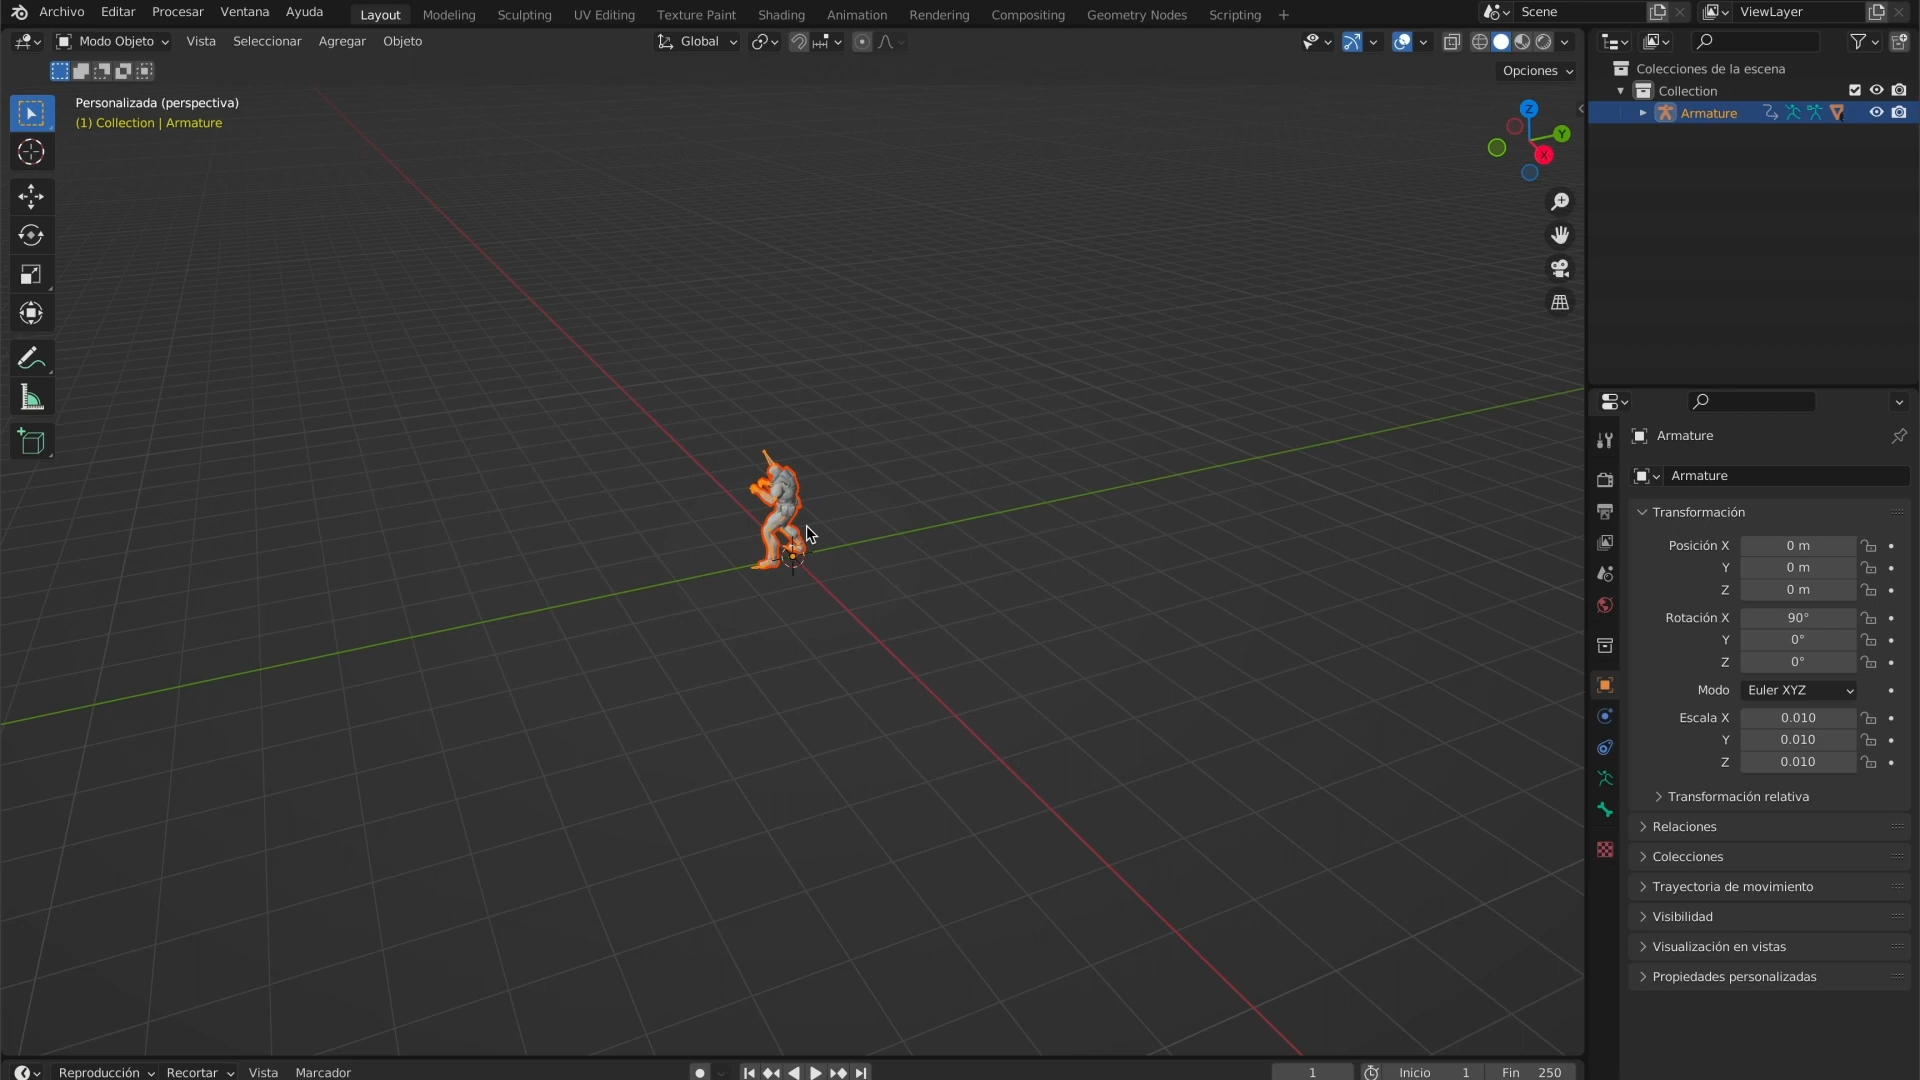 Archivo Editar Procesar Ventana Ayuda Layout Modeling Sculpting UV Editing Texture Paint Shading Animation Rendering Compositing Geometry Nodes Scripting + Scene ViewLayer
Modo Objeto Vista Seleccionar Agregar Objeto Global
Opciones
Personalizada (perspectiva)
(1) Collection | Armature
Z
Y
X
Colecciones de la escena
Collection
Armature
Armature
Armature
Transformación
Posición X 0 m
Y 0 m
Z 0 m
Rotación X 90°
Y 0°
Z 0°
Modo Euler XYZ
Escala X 0.010
Y 0.010
Z 0.010
Transformación relativa
Relaciones
Colecciones
Trayectoria de movimiento
Visibilidad
Visualización en vistas
Propiedades personalizadas
Reproducción Recortar Vista Marcador 1 Inicio 1 Fin 250